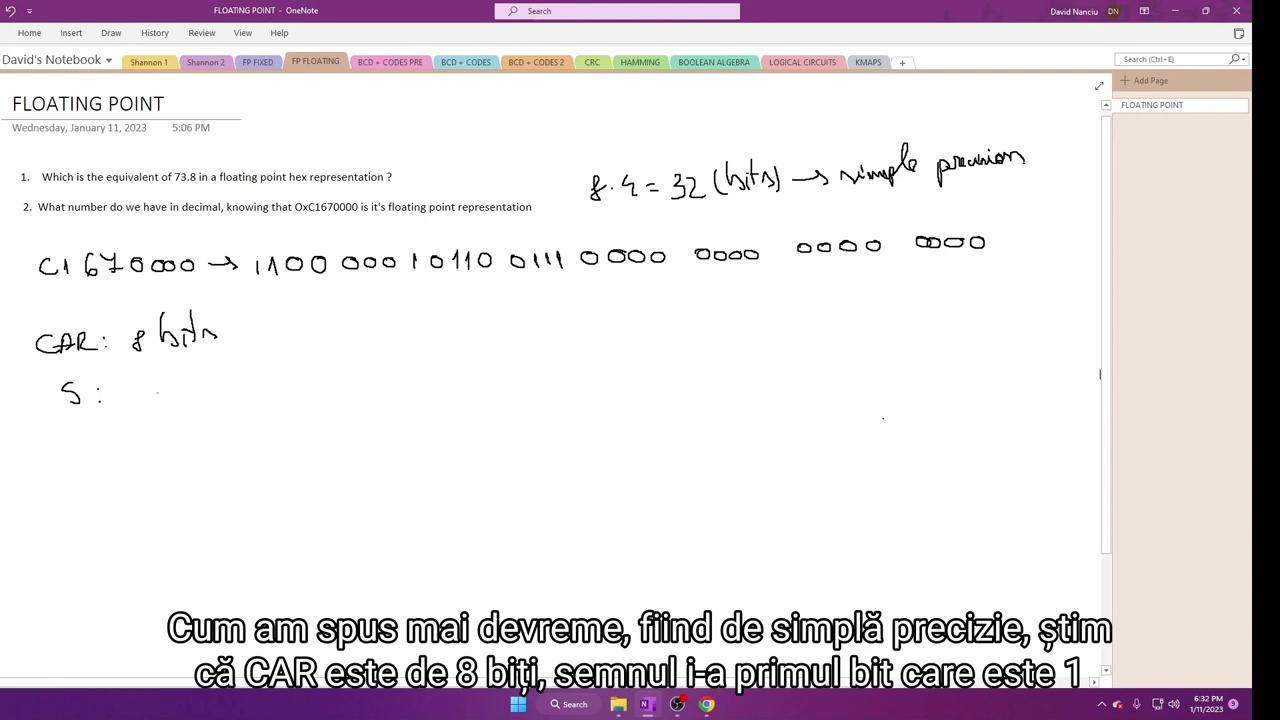 FLOATING POINT - OneNote
Search
David Nanciu DN
Home Insert Draw History Review View Help
David's Notebook Shannon 1 Shannon 2 FP FIXED FP FLOATING BCD + CODES PRE BCD + CODES BCD + CODES 2 CRC HAMMING BOOLEAN ALGEBRA LOGICAL CIRCUITS KMAPS +
Search (Ctrl+E)
Add Page
FLOATING POINT
FLOATING POINT
Wednesday, January 11, 2023 5:06 PM
1. Which is the equivalent of 73.8 in a floating point hex representation ?
8 · 4 = 32 (bits) → simple precision
2. What number do we have in decimal, knowing that OxC1670000 is it's floating point representation
C1670000 → 1100 0001 0110 0111 0000 0000 0000 0000
CAR: 8 bits
S:
Cum am spus mai devreme, fiind de simplă precizie, știm
că CAR este de 8 biți, semnul i-a primul bit care este 1
Search
6:32 PM
1/11/2023